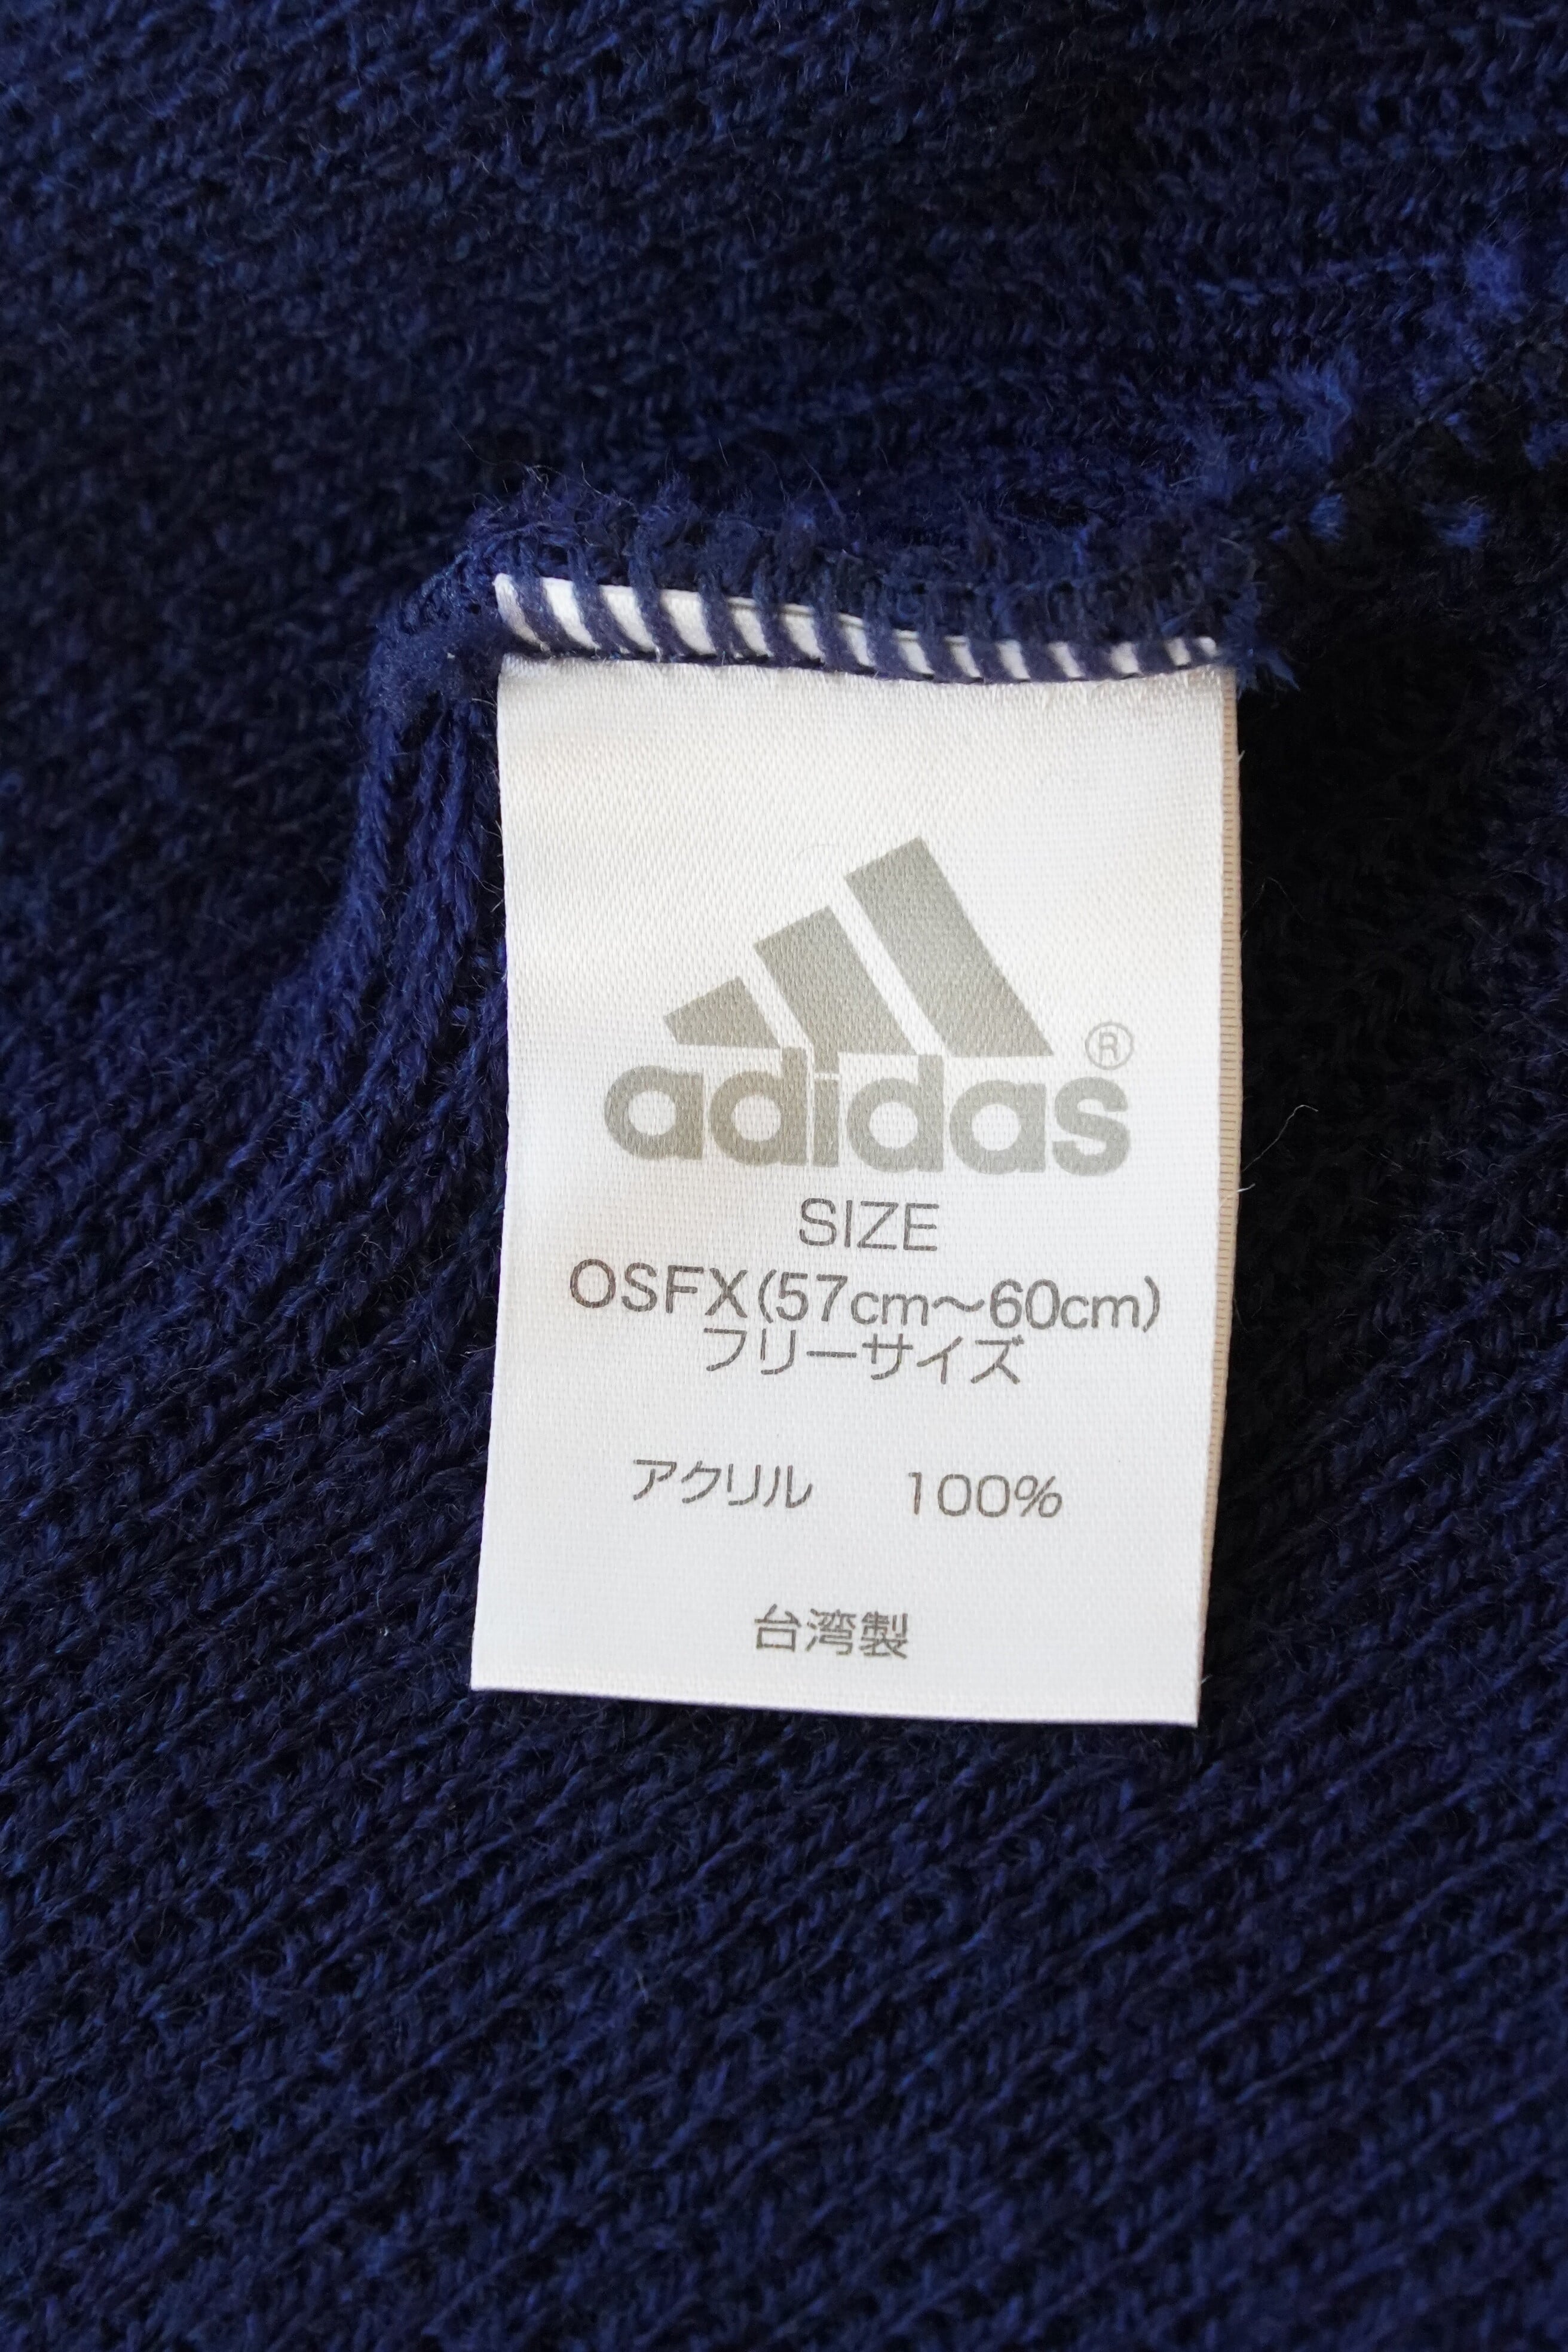 adidas®
SIZE
OSFX(57cm～60cm)
フリーサイズ
アクリル 100%
台湾製